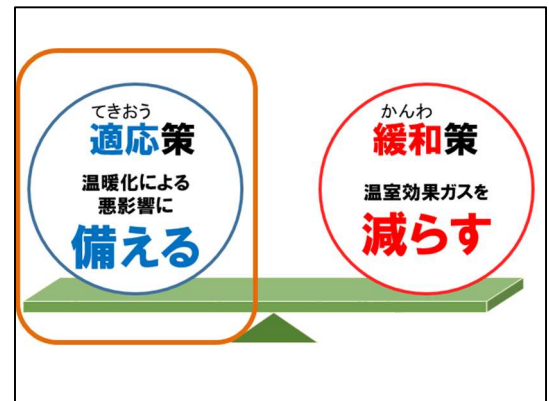 てきおう
適応策
温暖化による
悪影響に
備える
かんわ
緩和策
温室効果ガスを
減らす